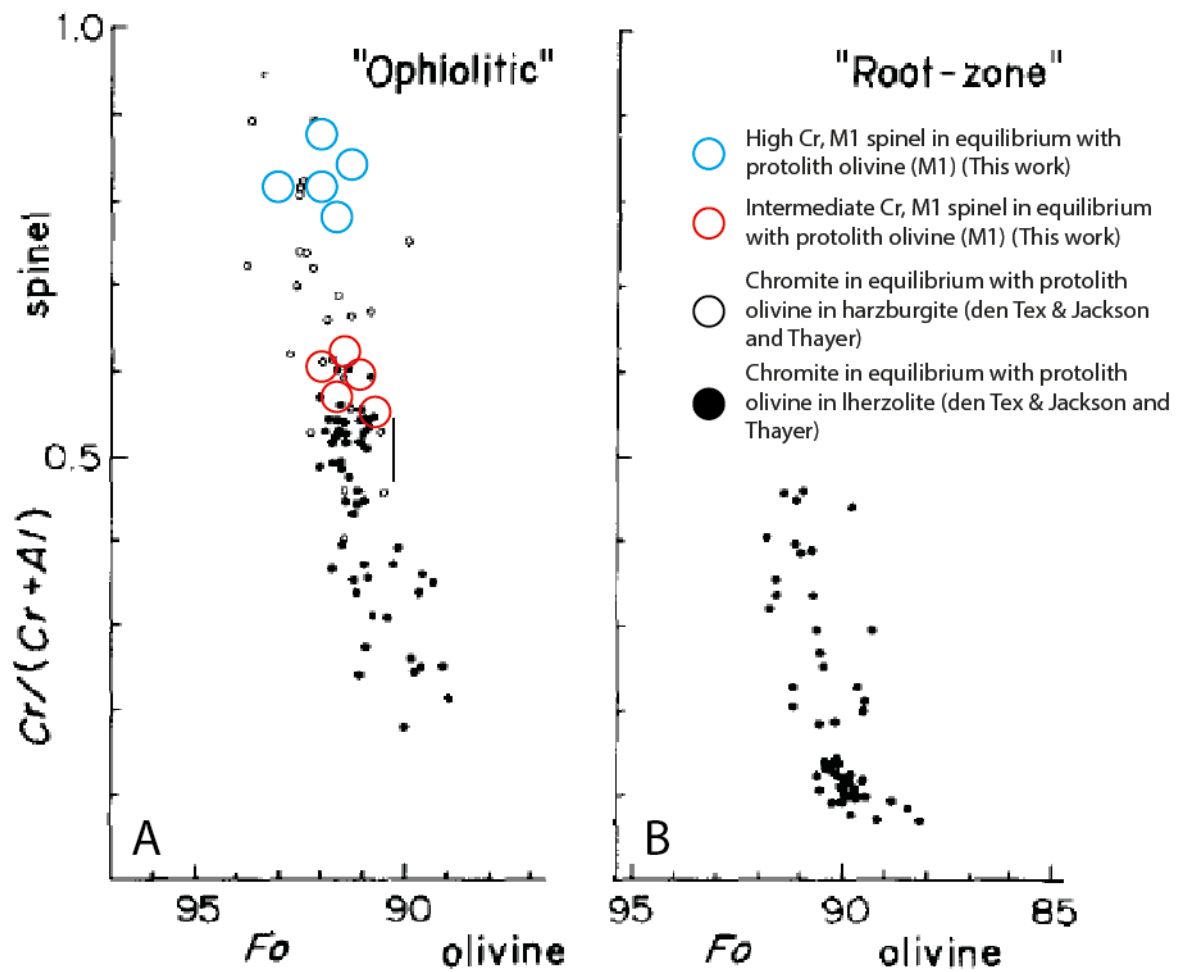 1.0
"Ophiolitic"
"Root-zone"
High Cr, M1 spinel in equilibrium with
protolith olivine (M1) (This work)
Intermediate Cr, M1 spinel in equilibrium
with protolith olivine (M1) (This work)
Chromite in equilibrium with protolith
olivine in harzburgite (den Tex & Jackson
and Thayer)
Chromite in equilibrium with protolith
olivine in lherzolite (den Tex & Jackson and
Thayer)
spinel
0.5
Cr/(Cr+Al)
A
B
95
90
95
90
85
Fo
olivine
Fo
olivine